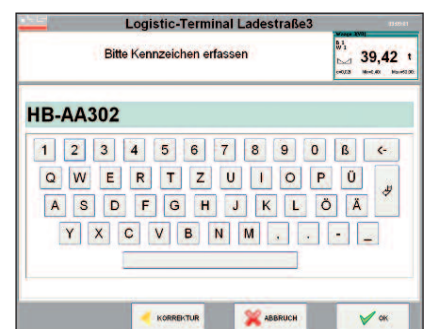 Logistic-Terminal Ladestraße3
Bitte Kennzeichen erfassen
39,42 t
HB-AA302
1 2 3 4 5 6 7 8 9 0 ß <-
Q W E R T Z U I O P Ü
A S D F G H J K L Ö Ä
Y X C V B N M , . - _
KORREKTUR ABBRUCH OK